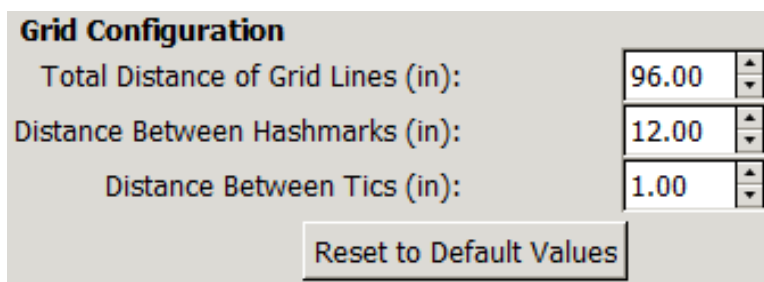 Grid Configuration
Total Distance of Grid Lines (in): 96.00
Distance Between Hashmarks (in): 12.00
Distance Between Tics (in): 1.00
Reset to Default Values